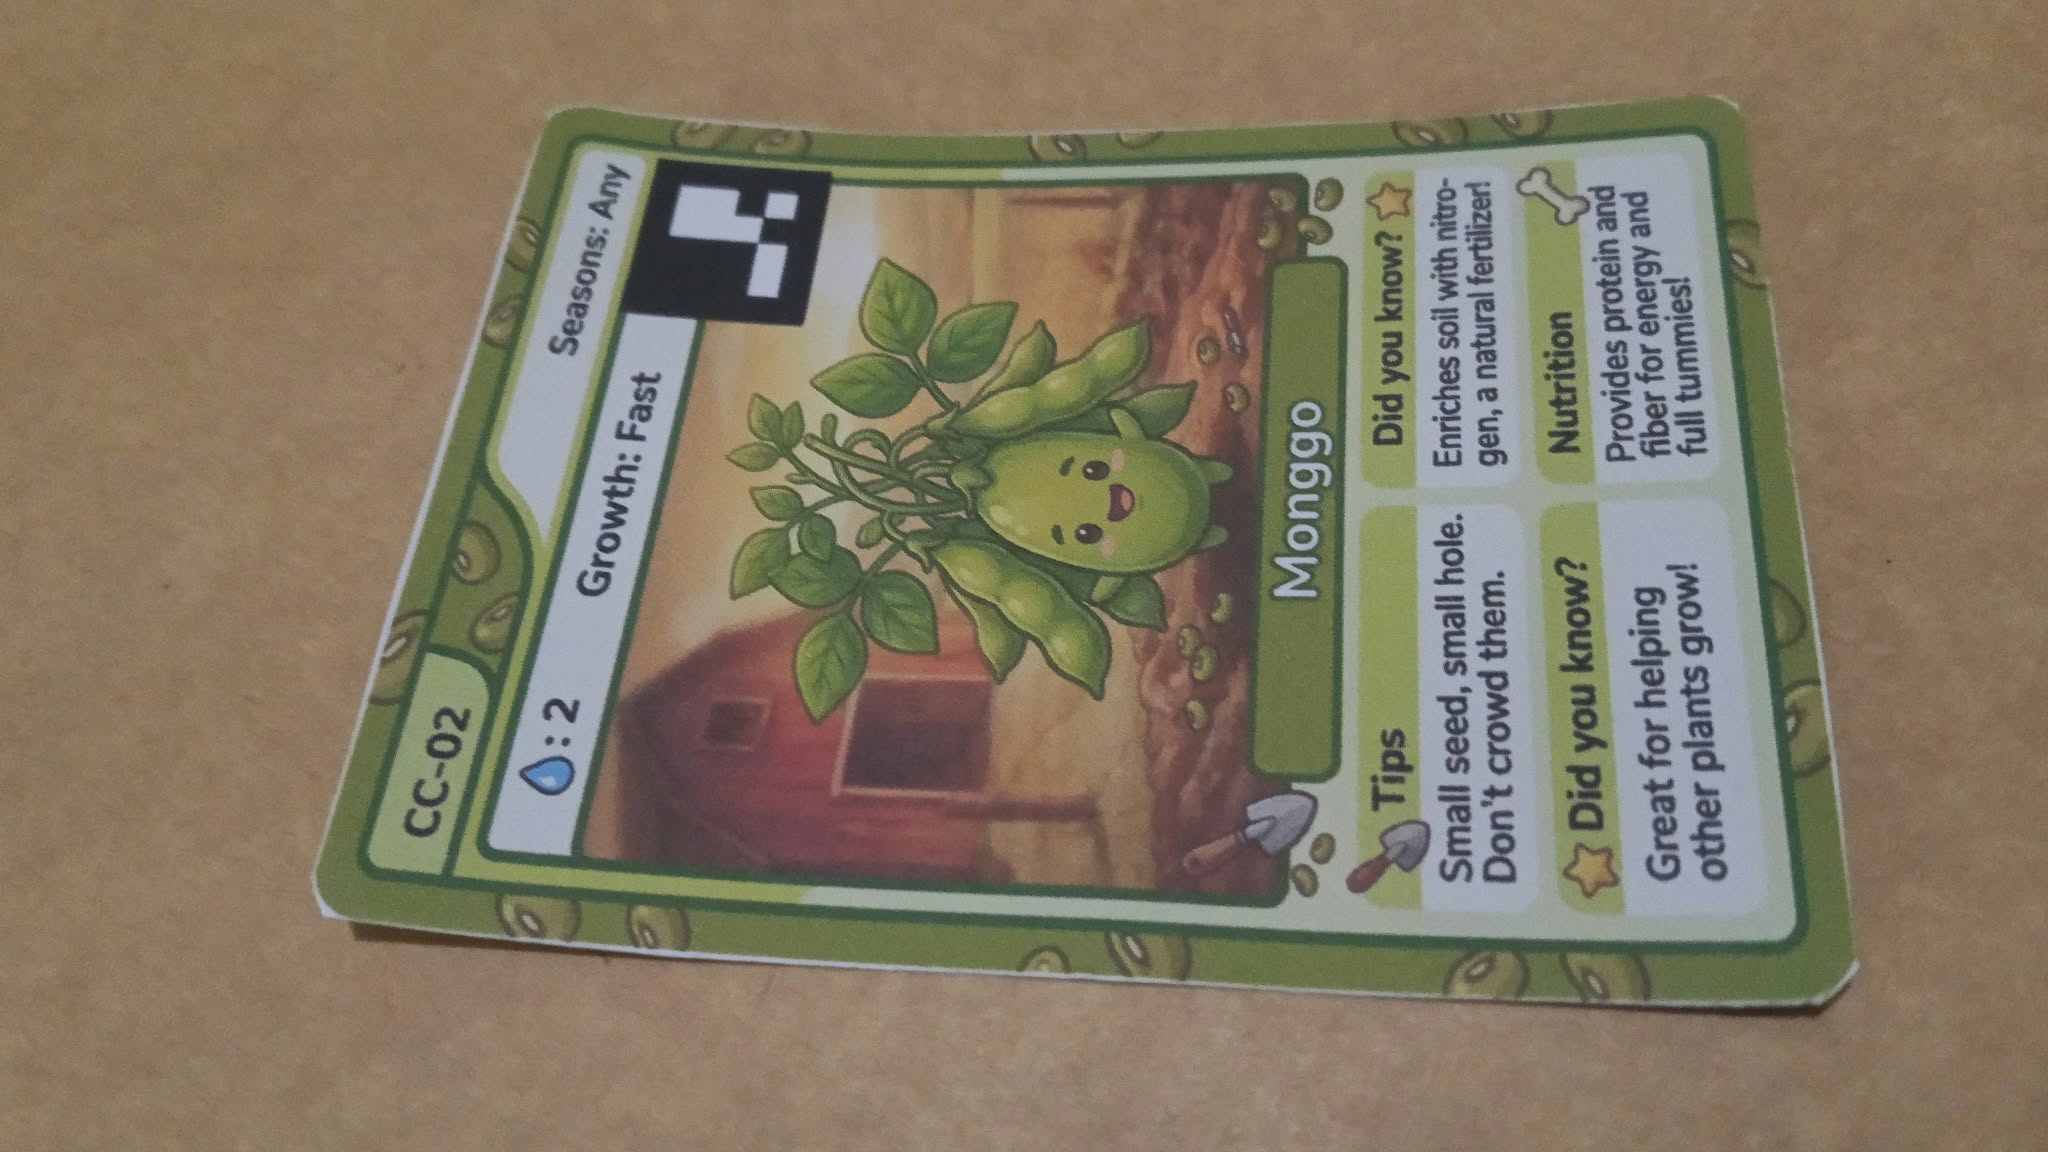 CC-02
Seasons: Any
: 2
Growth: Fast
Monggo
Tips
Small seed, small hole.
Don't crowd them.
Did you know?
Enriches soil with nitro-
gen, a natural fertilizer!
Did you know?
Great for helping
other plants grow!
Nutrition
Provides protein and
fiber for energy and
full tummies!